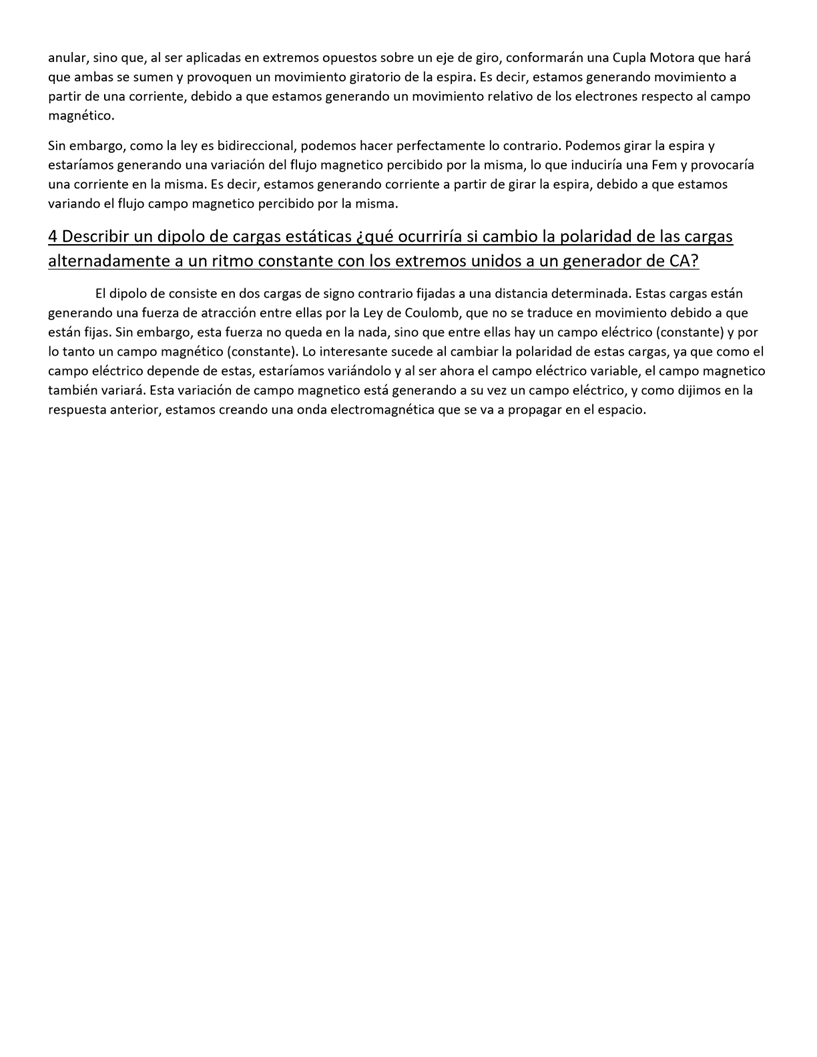 anular, sino que, al ser aplicadas en extremos opuestos sobre un eje de giro, conformarán una Cupla Motora que hará
que ambas se sumen y provoquen un movimiento giratorio de la espira. Es decir, estamos generando movimiento a
partir de una corriente, debido a que estamos generando un movimiento relativo de los electrones respecto al campo
magnético.
Sin embargo, como la ley es bidireccional, podemos hacer perfectamente lo contrario. Podemos girar la espira y
estaríamos generando una variación del flujo magnetico percibido por la misma, lo que induciría una Fem y provocaría
una corriente en la misma. Es decir, estamos generando corriente a partir de girar la espira, debido a que estamos
variando el flujo campo magnetico percibido por la misma.
4 Describir un dipolo de cargas estáticas ¿qué ocurriría si cambio la polaridad de las cargas
alternadamente a un ritmo constante con los extremos unidos a un generador de CA?
El dipolo de consiste en dos cargas de signo contrario fijadas a una distancia determinada. Estas cargas están
generando una fuerza de atracción entre ellas por la Ley de Coulomb, que no se traduce en movimiento debido a que
están fijas. Sin embargo, esta fuerza no queda en la nada, sino que entre ellas hay un campo eléctrico (constante) y por
lo tanto un campo magnético (constante). Lo interesante sucede al cambiar la polaridad de estas cargas, ya que como el
campo eléctrico depende de estas, estaríamos variándolo y al ser ahora el campo eléctrico variable, el campo magnetico
también variará. Esta variación de campo magnetico está generando a su vez un campo eléctrico, y como dijimos en la
respuesta anterior, estamos creando una onda electromagnética que se va a propagar en el espacio.